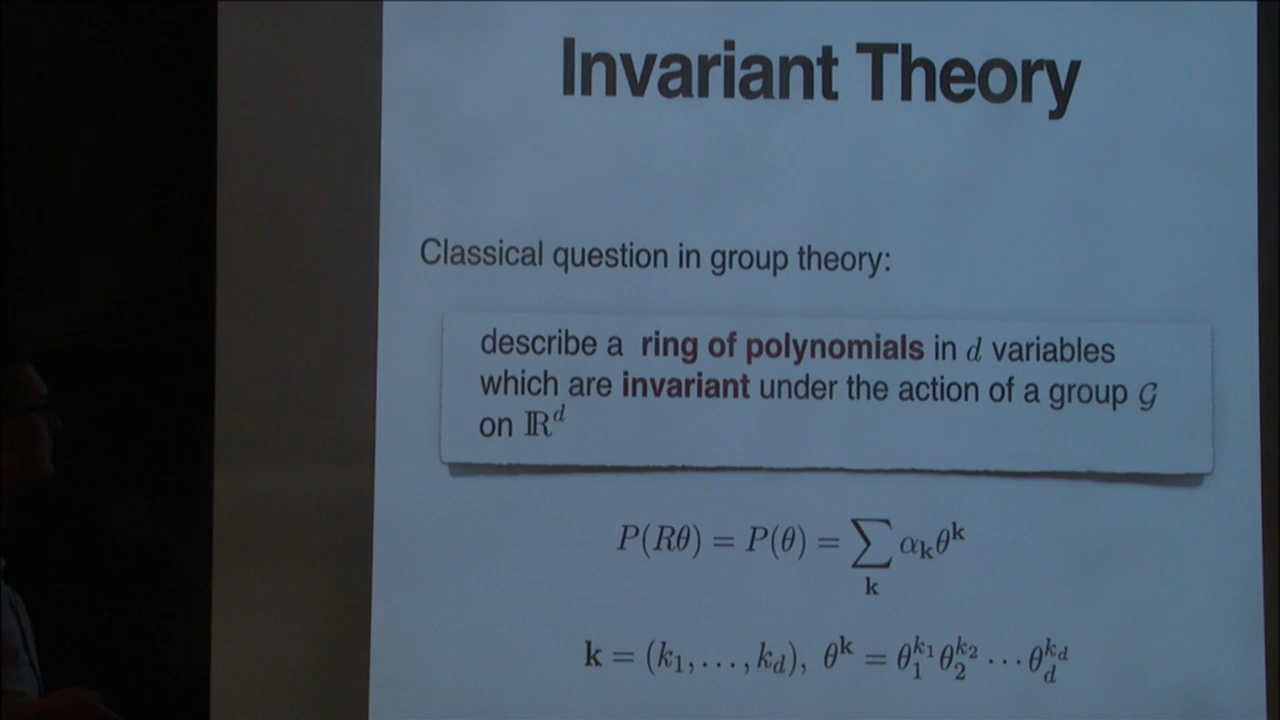 Invariant Theory
Classical question in group theory:
describe a ring of polynomials in d variables
which are invariant under the action of a group 𝒢
on ℝ^d
P(Rθ) = P(θ) = ∑_𝐤 α_𝐤 θ^𝐤
𝐤 = (k_1, . . . , k_d), θ^𝐤 = θ_1^{k_1} θ_2^{k_2} ⋯ θ_d^{k_d}